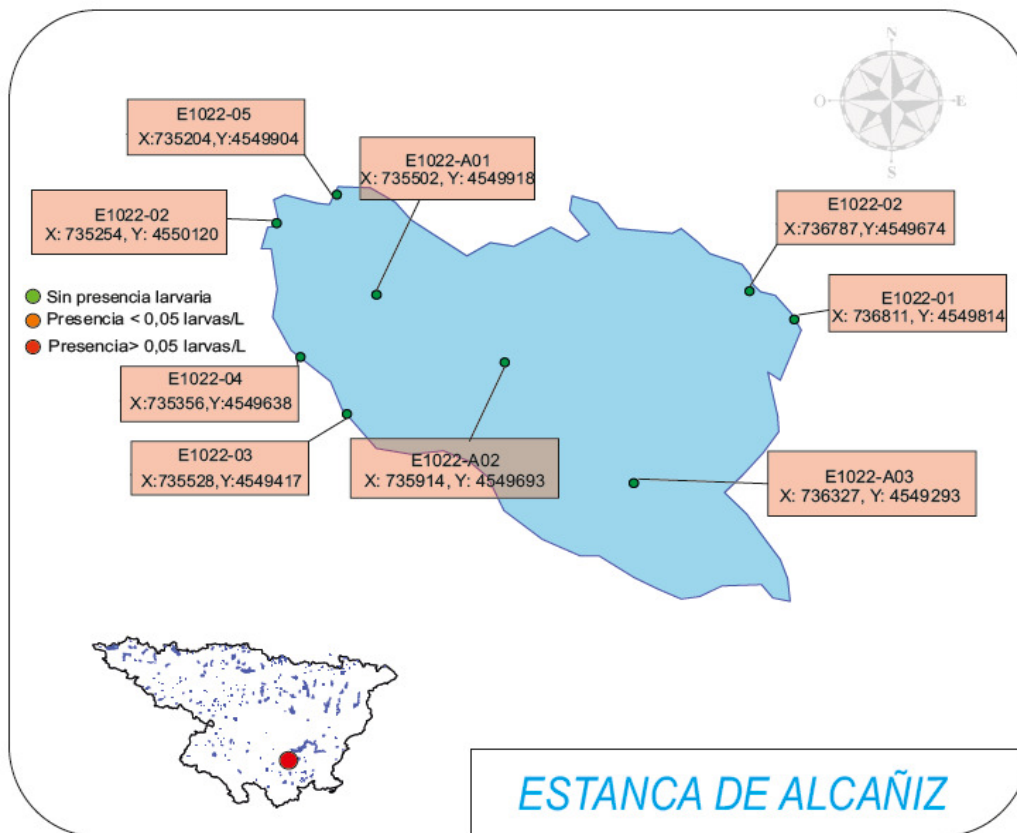 N
O
E
S
E1022-05
X:735204,Y:4549904
E1022-A01
X: 735502, Y: 4549918
E1022-02
X: 735254, Y: 4550120
E1022-02
X:736787,Y:4549674
E1022-01
X: 736811, Y: 4549814
Sin presencia larvaria
Presencia < 0,05 larvas/L
Presencia> 0,05 larvas/L
E1022-04
X:735356,Y:4549638
E1022-03
X:735528,Y:4549417
E1022-A02
X: 735914, Y: 4549693
E1022-A03
X: 736327, Y: 4549293
ESTANCA DE ALCAÑIZ